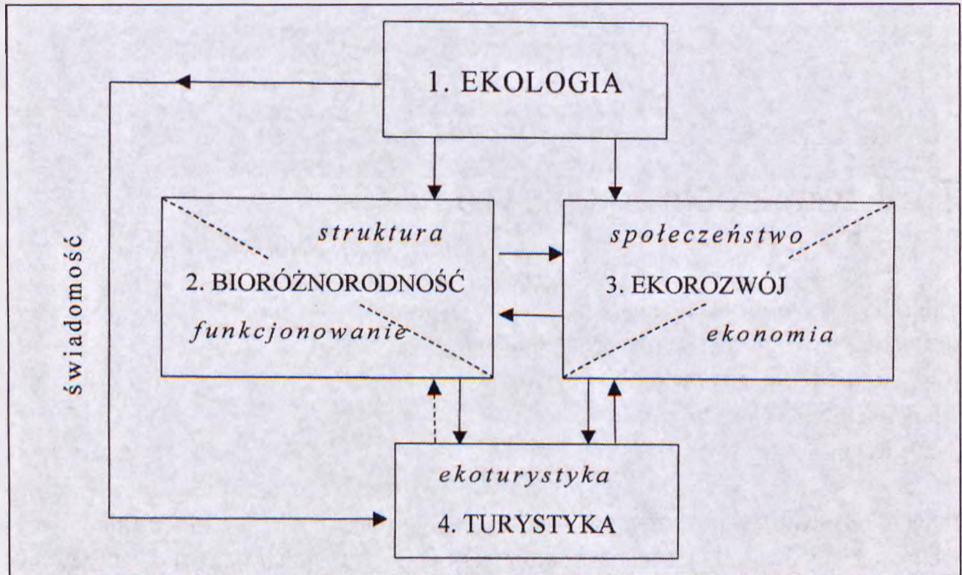 1. EKOLOGIA
świadomość
struktura
2. BIORÓŻNORODNOŚĆ
funkcjonowanie
społeczeństwo
3. EKOROZWÓJ
ekonomia
ekoturystyka
4. TURYSTYKA